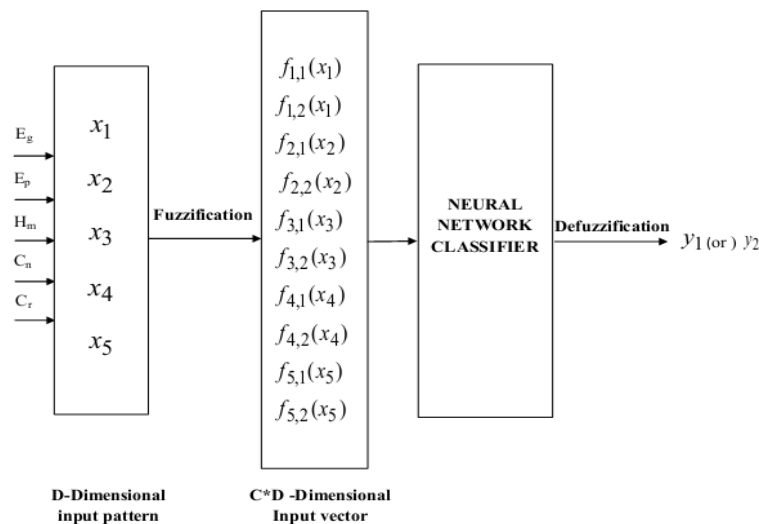 E_g
E_p
H_m
C_n
C_r
x_1
x_2
x_3
x_4
x_5
Fuzzification
f_{1,1}(x_1)
f_{1,2}(x_1)
f_{2,1}(x_2)
f_{2,2}(x_2)
f_{3,1}(x_3)
f_{3,2}(x_3)
f_{4,1}(x_4)
f_{4,2}(x_4)
f_{5,1}(x_5)
f_{5,2}(x_5)
NEURAL
NETWORK
CLASSIFIER
Defuzzification
y_1 (or ) y_2
D-Dimensional
input pattern
C*D -Dimensional
Input vector